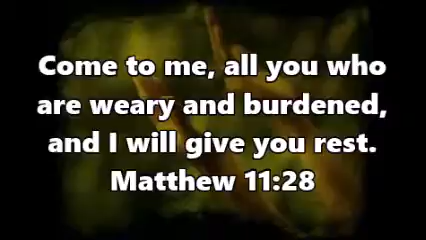 Come to me, all you who
are weary and burdened,
and I will give you rest.
Matthew 11:28